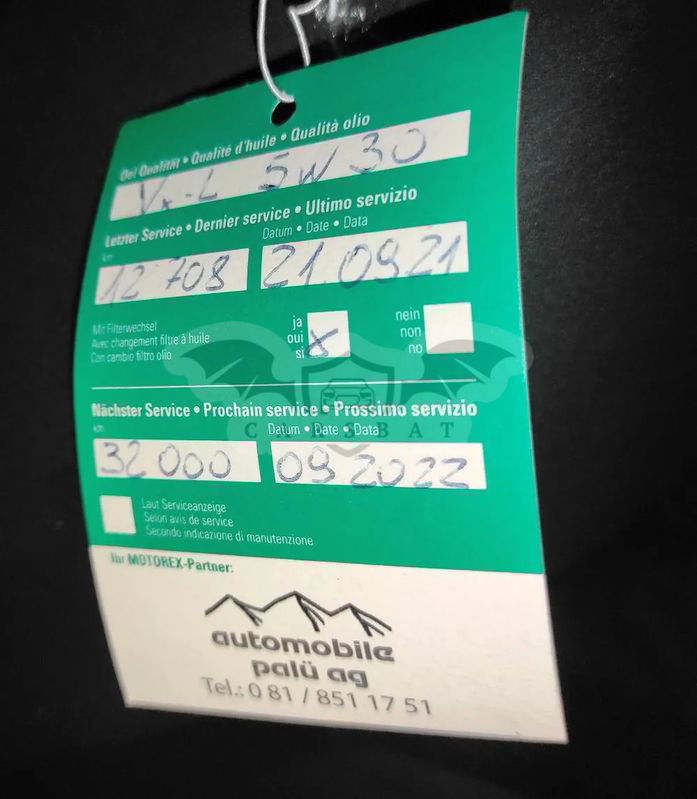 Oel Qualität • Qualité d'huile • Qualità olio
Vx-L 5W30
Letzter Service • Dernier service • Ultimo servizio
km
Datum • Date • Data
12 708
21.09.21
Mit Filterwechsel
Avec changement filtre à huile
Con cambio filtro olio
ja
oui
si
x
nein
non
no
Nächster Service • Prochain service • Prossimo servizio
km
Datum • Date • Data
CARSBAT
32 000
09 2022
Laut Serviceanzeige
Selon avis de service
Secondo indicazione di manutenzione
Ihr MOTOREX-Partner:
automobile
palü ag
Tel.: 0 81 / 851 17 51